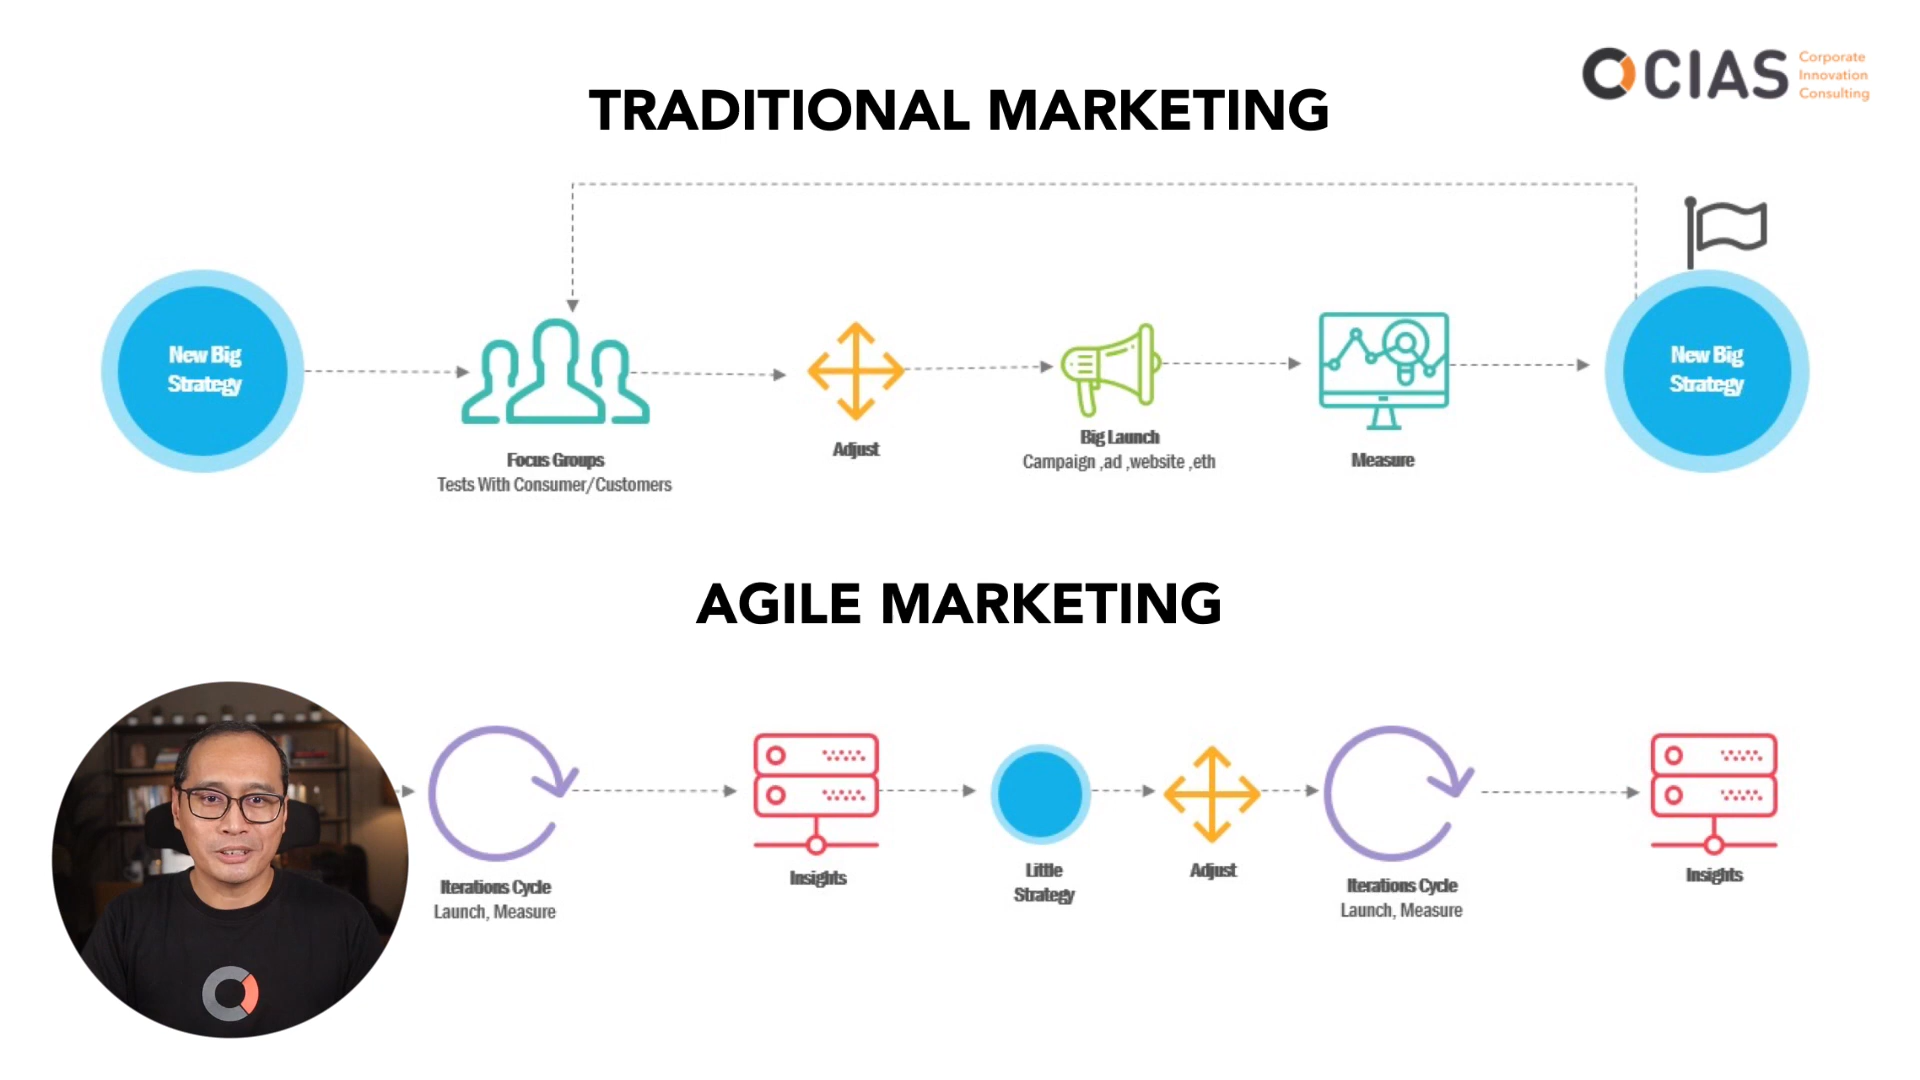 CIAS
Corporate
Innovation
Consulting
TRADITIONAL MARKETING
New Big
Strategy
Focus Groups
Tests With Consumer/Customers
Adjust
Big Launch
Campaign ,ad ,website ,eth
Measure
New Big
Strategy
AGILE MARKETING
Iterations Cycle
Launch, Measure
Insights
Little
Strategy
Adjust
Iterations Cycle
Launch, Measure
Insights